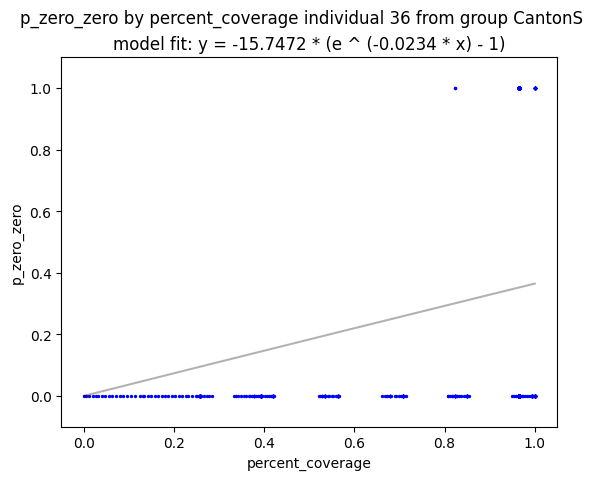 p_zero_zero by percent_coverage individual 36 from group CantonS
model fit: y = -15.7472 * (e ^ (-0.0234 * x) - 1)
1.0
0.8
0.6
0.4
0.2
0.0
p_zero_zero
0.0 0.2 0.4 0.6 0.8 1.0
percent_coverage